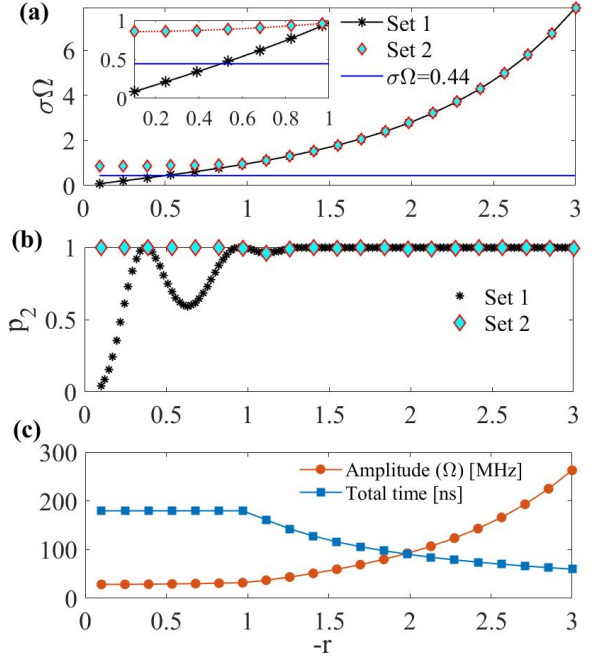 (a)
σΩ
8
6
4
2
0
1
0.5
0
0.2 0.4 0.6 0.8 1
Set 1
Set 2
σΩ=0.44
0 0.5 1 1.5 2 2.5 3
(b)
p2
1
0.5
0
Set 1
Set 2
0 0.5 1 1.5 2 2.5 3
(c)
300
200
100
0
Amplitude (Ω) [MHz]
Total time [ns]
0 0.5 1 1.5 2 2.5 3
-r